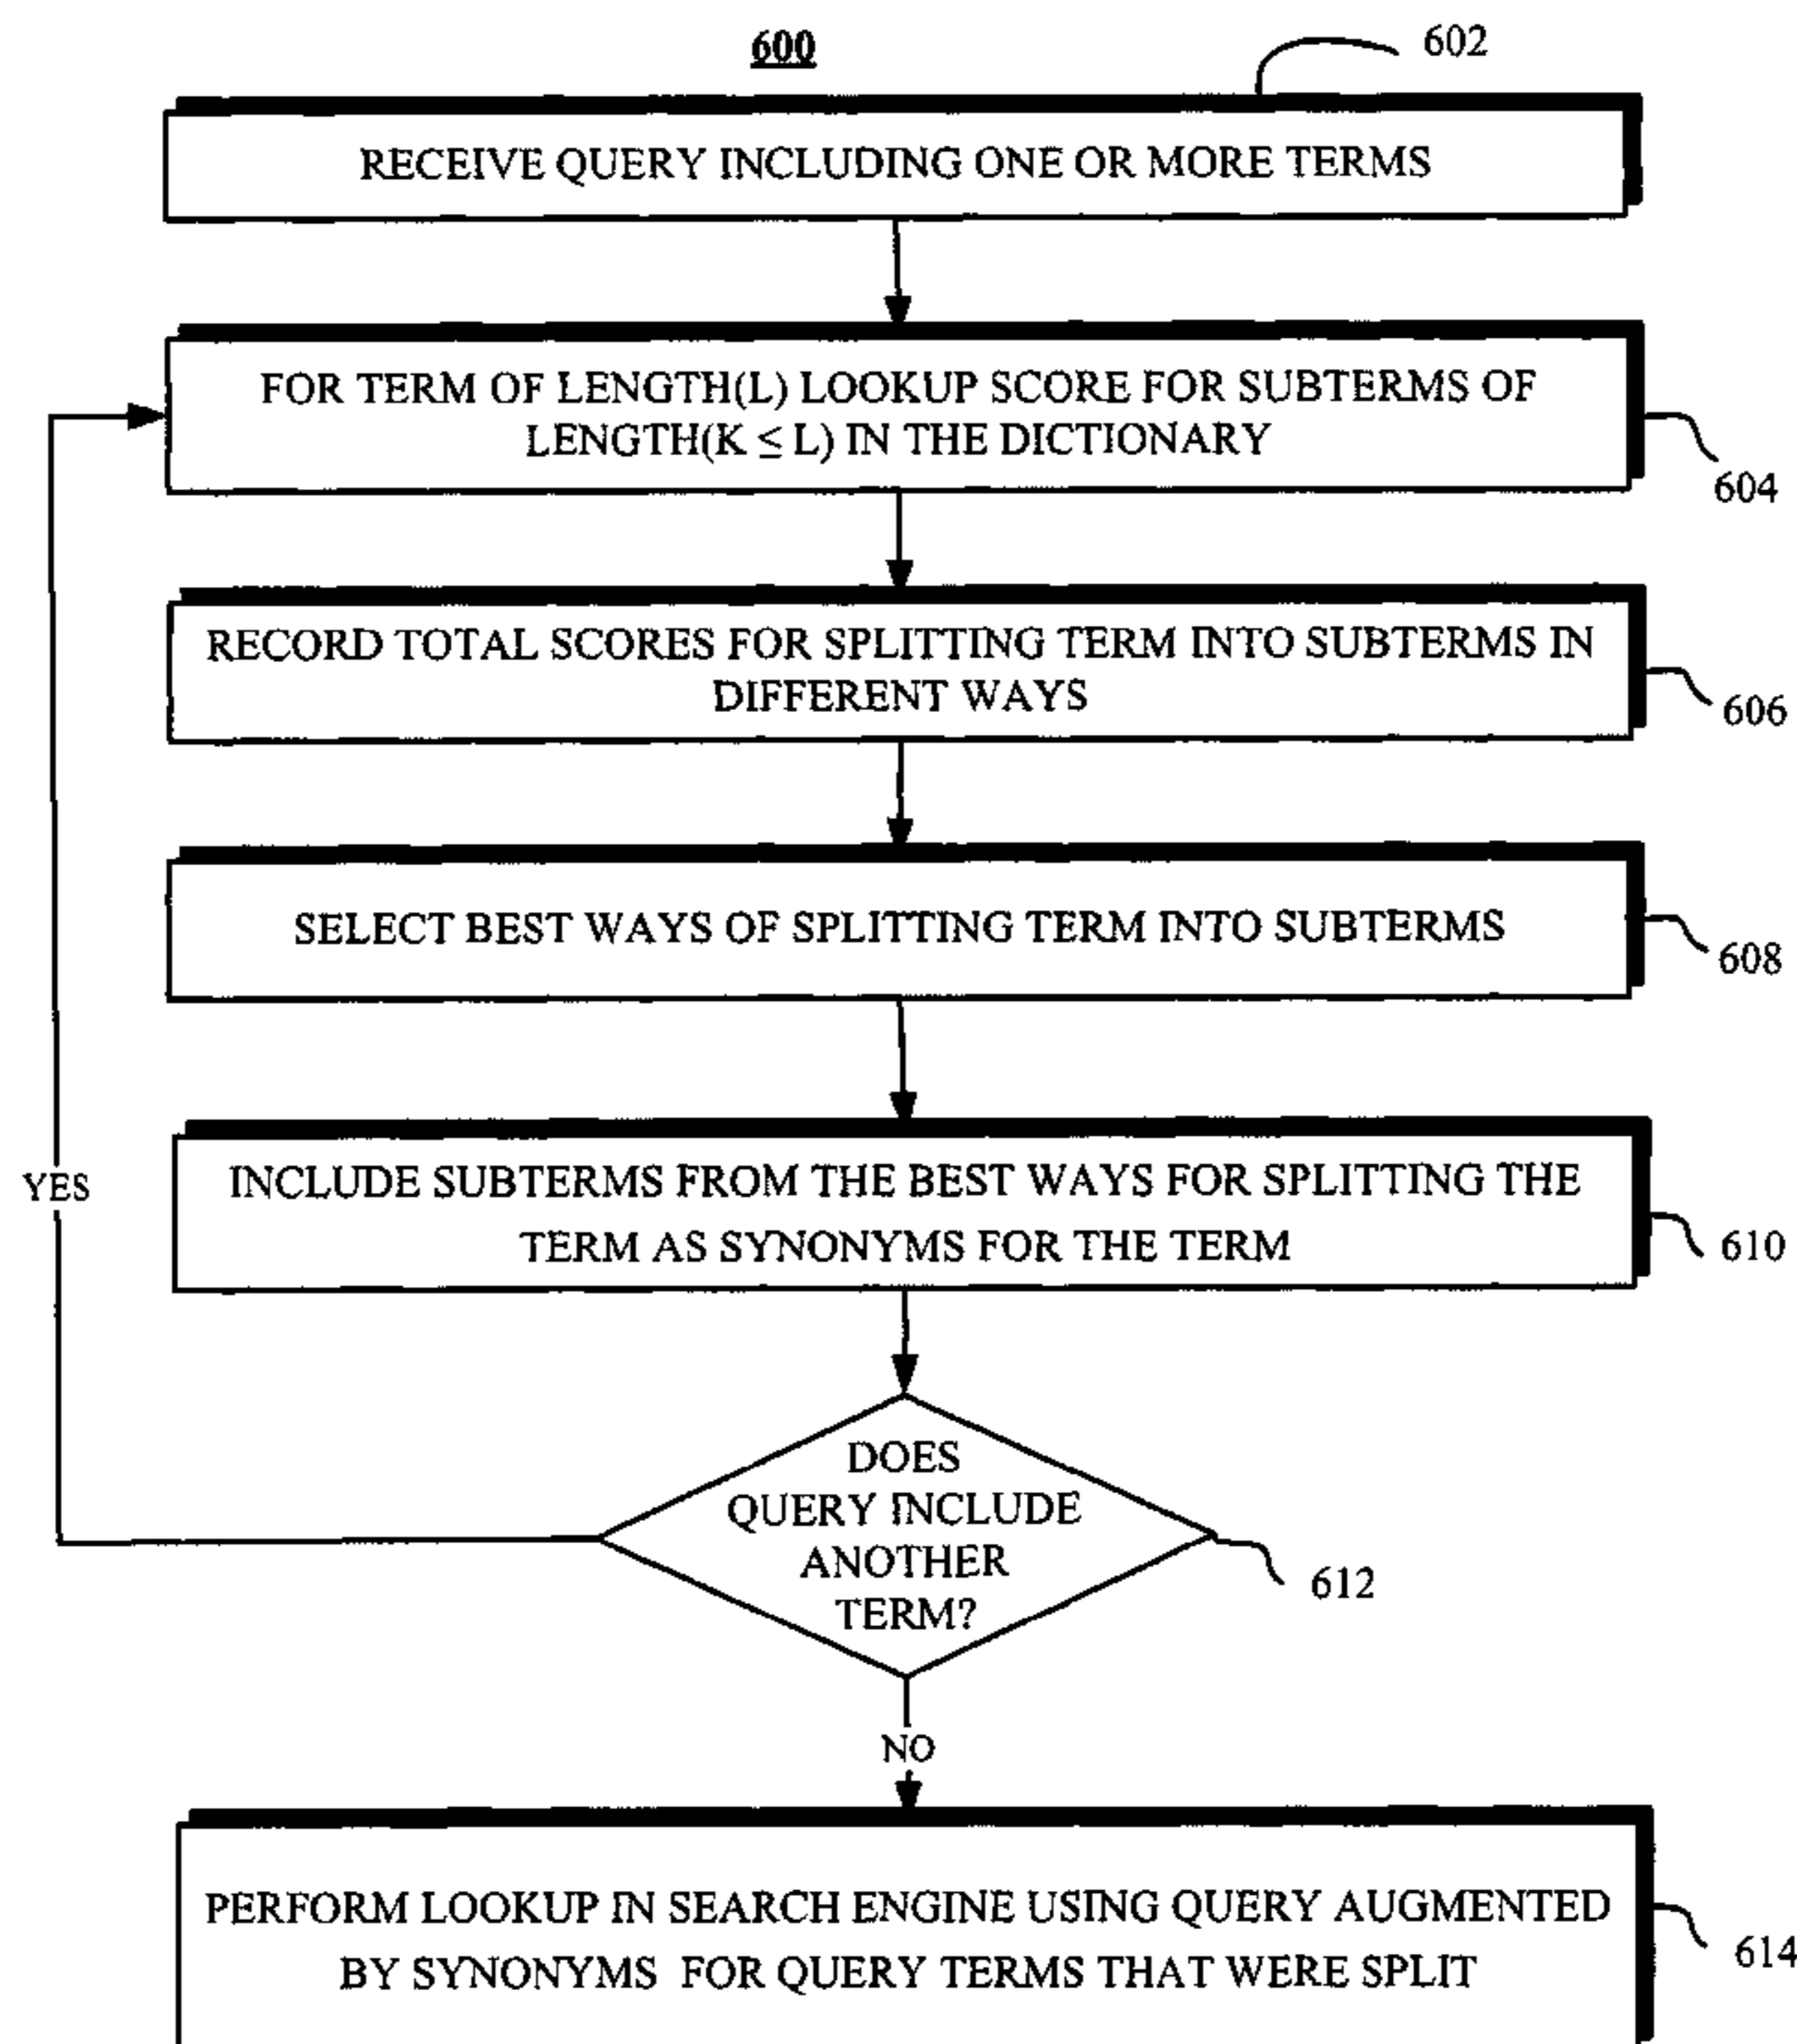 600
602
RECEIVE QUERY INCLUDING ONE OR MORE TERMS
FOR TERM OF LENGTH(L) LOOKUP SCORE FOR SUBTERMS OF
LENGTH(K ≤ L) IN THE DICTIONARY
604
RECORD TOTAL SCORES FOR SPLITTING TERM INTO SUBTERMS IN
DIFFERENT WAYS
606
SELECT BEST WAYS OF SPLITTING TERM INTO SUBTERMS
608
YES
INCLUDE SUBTERMS FROM THE BEST WAYS FOR SPLITTING THE
TERM AS SYNONYMS FOR THE TERM
610
DOES
QUERY INCLUDE
ANOTHER
TERM?
612
NO
PERFORM LOOKUP IN SEARCH ENGINE USING QUERY AUGMENTED
BY SYNONYMS FOR QUERY TERMS THAT WERE SPLIT
614